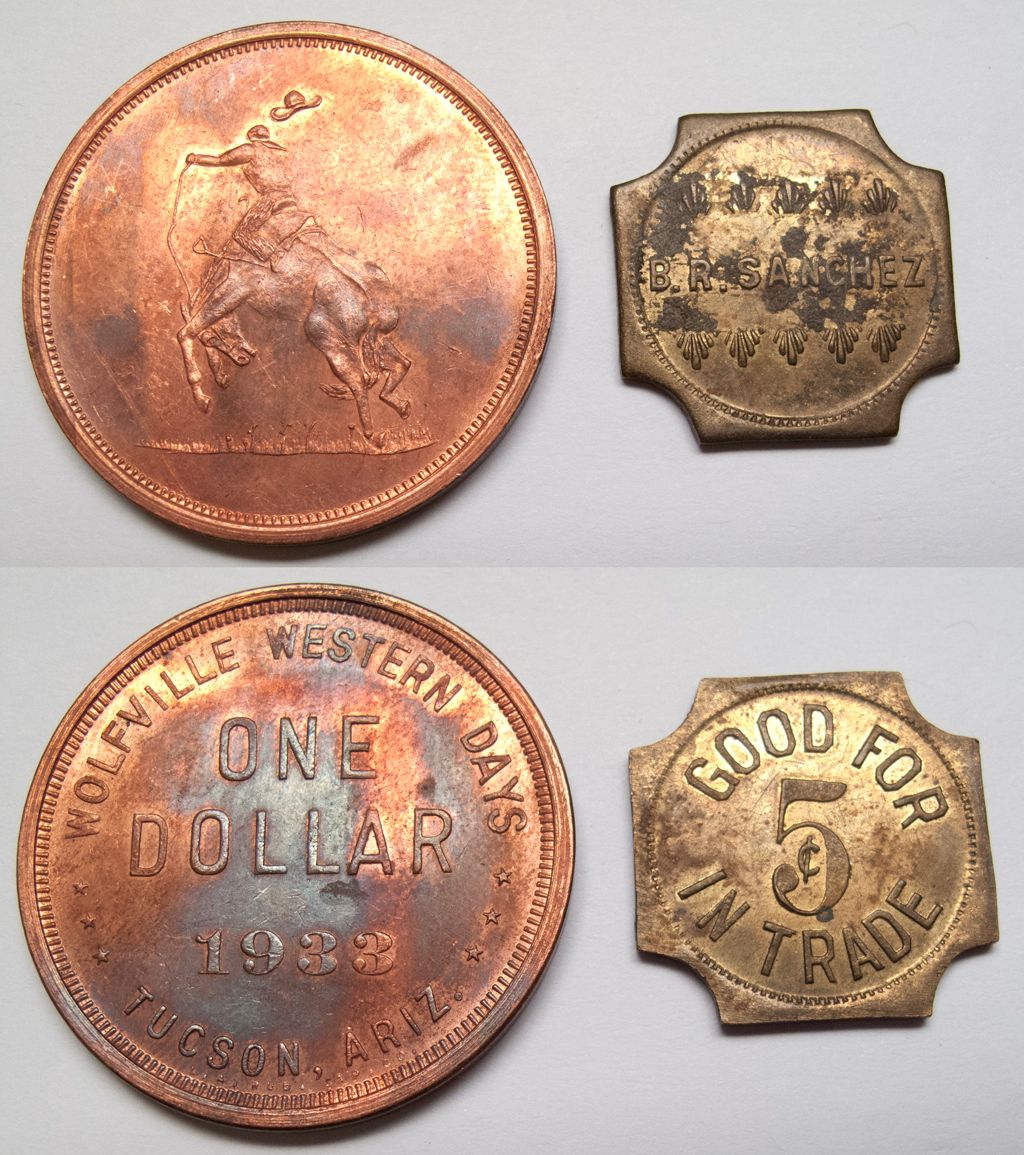 B. R. SANCHEZ
WOLFVILLE WESTERN DAYS
ONE
DOLLAR
1933
TUCSON, ARIZ.
GOOD FOR
5¢
IN TRADE